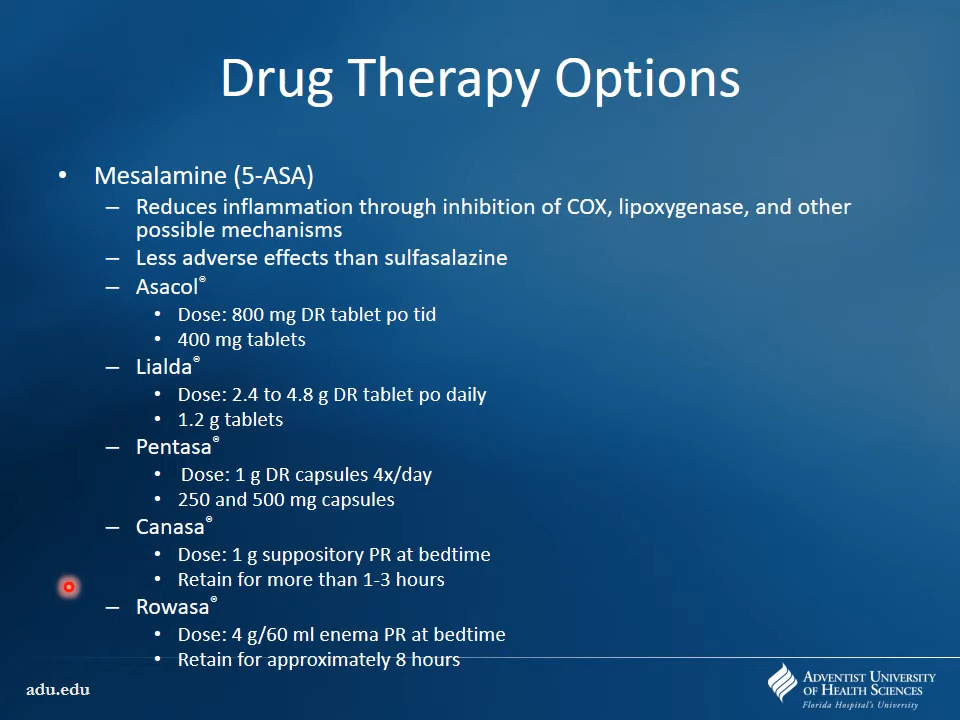 Drug Therapy Options
• Mesalamine (5-ASA)
– Reduces inflammation through inhibition of COX, lipoxygenase, and other
possible mechanisms
– Less adverse effects than sulfasalazine
– Asacol®
• Dose: 800 mg DR tablet po tid
• 400 mg tablets
– Lialda®
• Dose: 2.4 to 4.8 g DR tablet po daily
• 1.2 g tablets
– Pentasa®
• Dose: 1 g DR capsules 4x/day
• 250 and 500 mg capsules
– Canasa®
• Dose: 1 g suppository PR at bedtime
• Retain for more than 1-3 hours
– Rowasa®
• Dose: 4 g/60 ml enema PR at bedtime
• Retain for approximately 8 hours
adu.edu
ADVENTIST UNIVERSITY
OF HEALTH SCIENCES
Florida Hospital's University